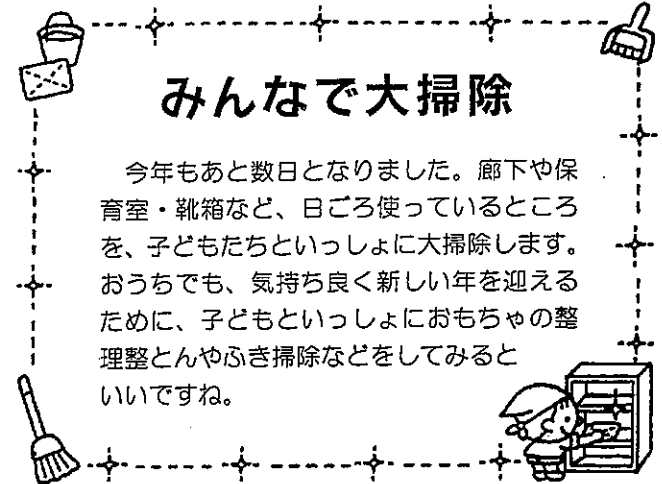 みんなで大掃除
今年もあと数日となりました。廊下や保
育室・靴箱など、日ごろ使っているところ
を、子どもたちといっしょに大掃除します。
おうちでも、気持ち良く新しい年を迎える
ために、子どもといっしょにおもちゃの整
理整とんやふき掃除などをしてみると
いいですね。